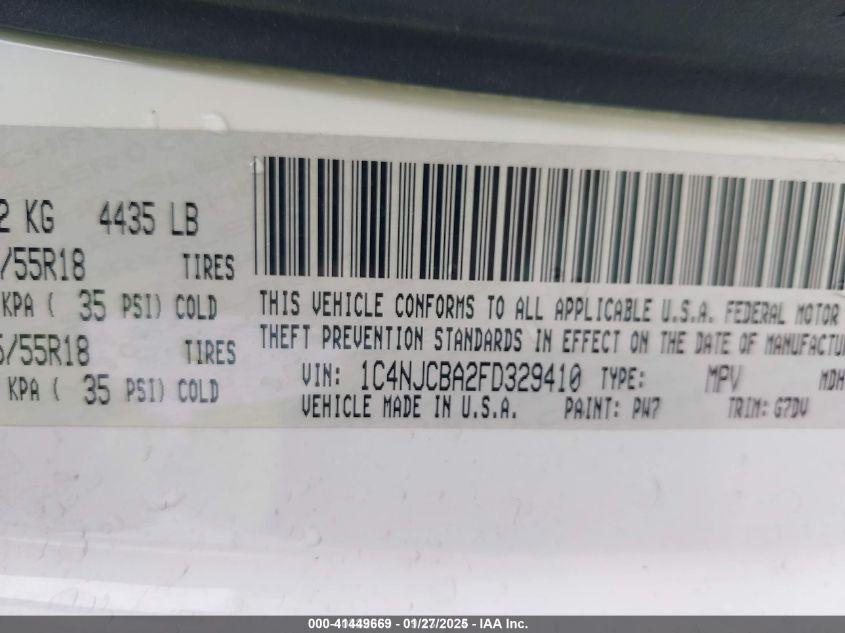 2 KG 4435 LB
/55R18 TIRES
KPA ( 35 PSI) COLD
5/55R18 TIRES
KPA ( 35 PSI) COLD
THIS VEHICLE CONFORMS TO ALL APPLICABLE U.S.A. FEDERAL MOTOR
THEFT PREVENTION STANDARDS IN EFFECT ON THE DATE OF MANUFACTU
VIN: 1C4NJCBA2FD329410 TYPE: MPV MDH
VEHICLE MADE IN U.S.A. PAINT: PW7 TRIM: G7DV
000-41449669 - 01/27/2025 - IAA Inc.